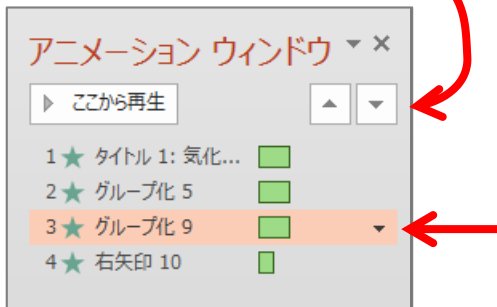 アニメーション ウィンドウ
ここから再生
1 タイトル 1: 気化...
2 グループ化 5
3 グループ化 9
4 右矢印 10